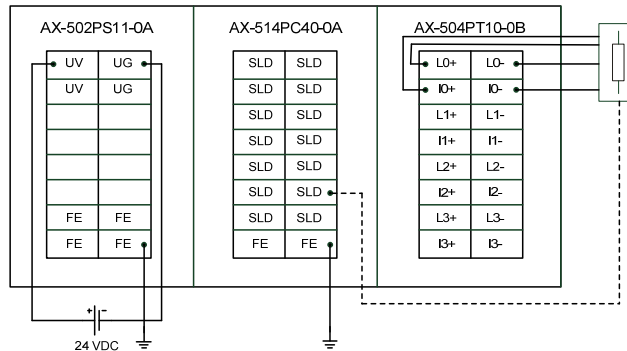 AX-502PS11-0A AX-514PC40-0A AX-504PT10-0B
UV UG SLD SLD L0+ L0-
UV UG SLD SLD I0+ I0-
SLD SLD L1+ L1-
SLD SLD I1+ I1-
SLD SLD L2+ L2-
SLD SLD I2+ I2-
FE FE SLD SLD L3+ L3-
FE FE FE FE I3+ I3-
+ -
24 VDC